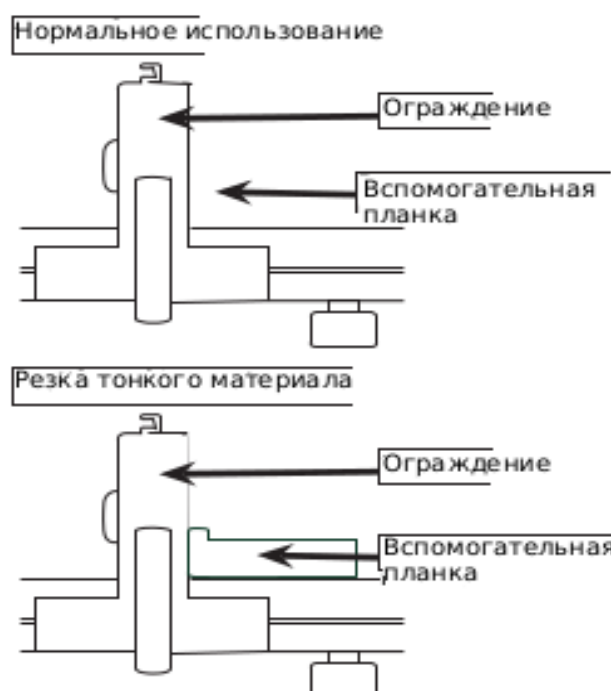 Нормальное использование
Ограждение
Вспомогательная
планка
Резка тонкого материала
Ограждение
Вспомогательная
планка